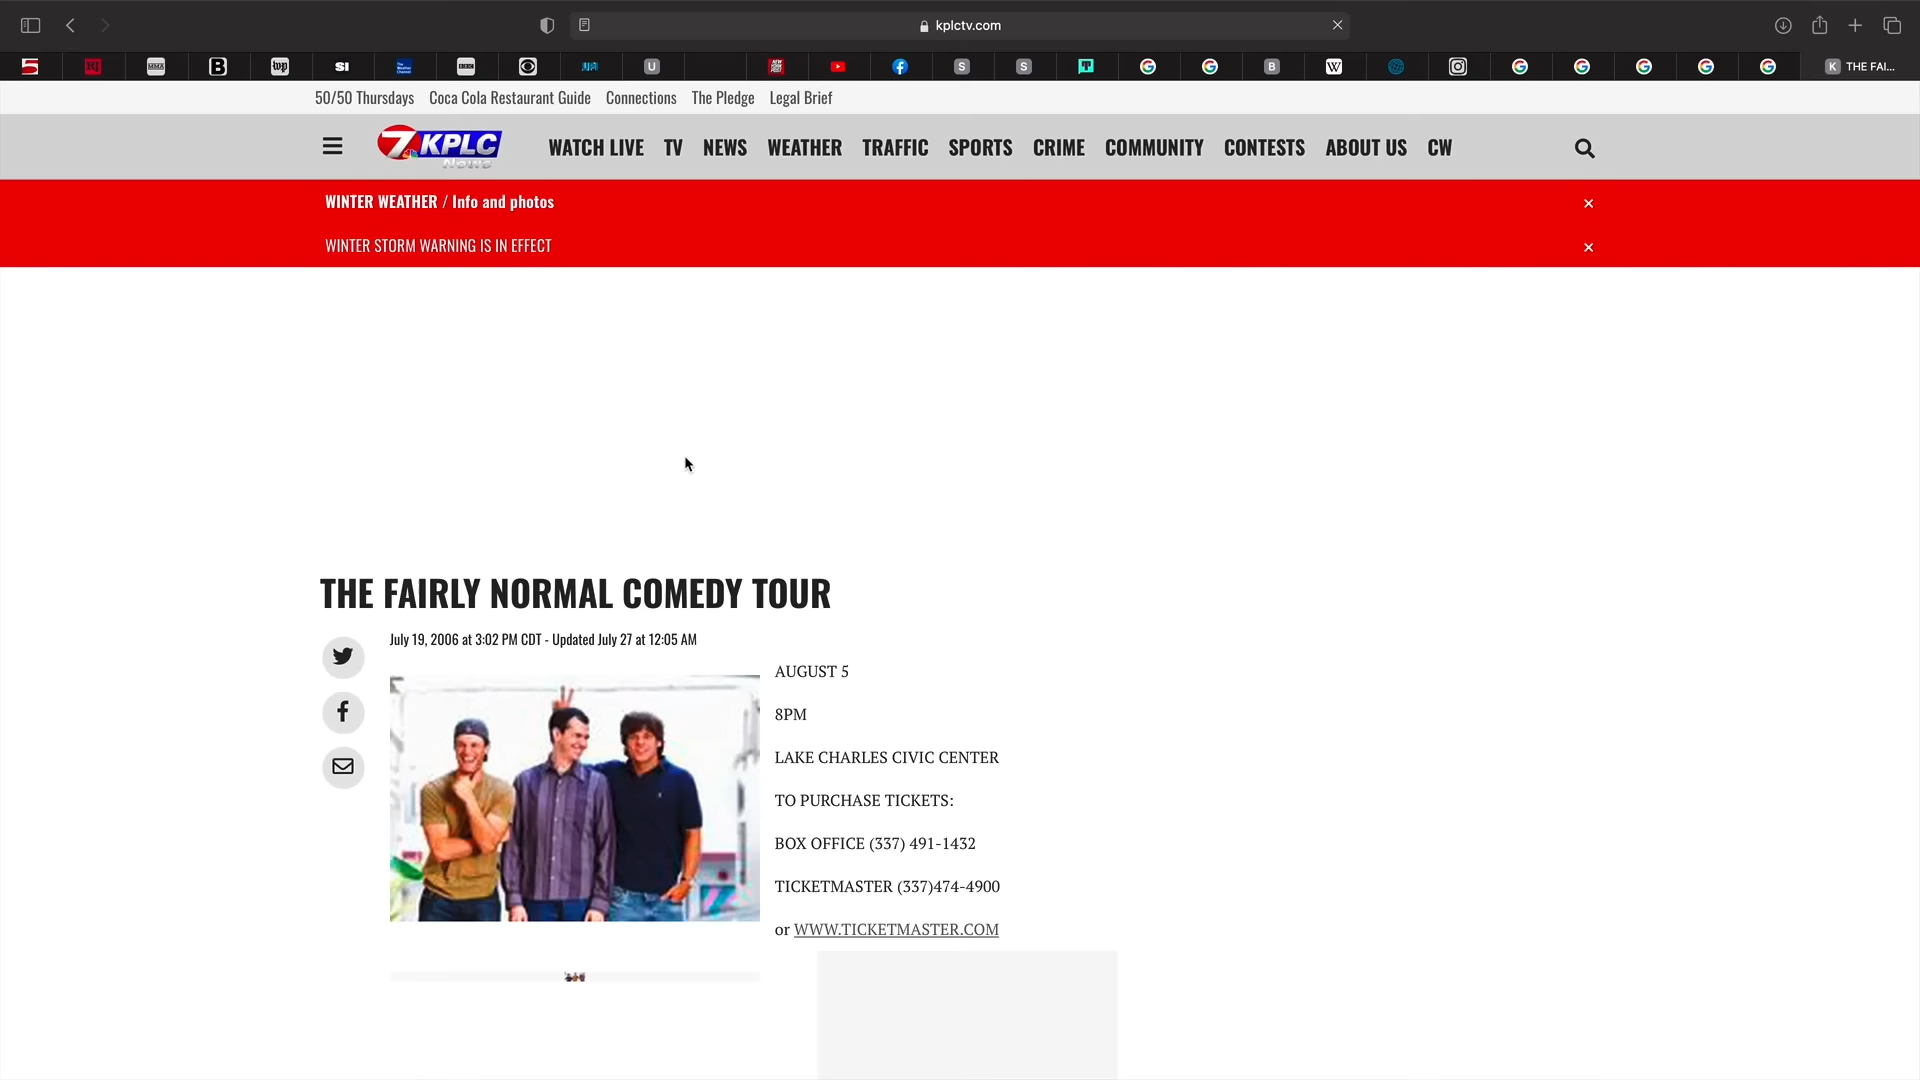 kplctv.com
THE FAI...
50/50 Thursdays Coca Cola Restaurant Guide Connections The Pledge Legal Brief
7 KPLC News WATCH LIVE TV NEWS WEATHER TRAFFIC SPORTS CRIME COMMUNITY CONTESTS ABOUT US CW
WINTER WEATHER / Info and photos
WINTER STORM WARNING IS IN EFFECT
THE FAIRLY NORMAL COMEDY TOUR
July 19, 2006 at 3:02 PM CDT - Updated July 27 at 12:05 AM
AUGUST 5
8PM
LAKE CHARLES CIVIC CENTER
TO PURCHASE TICKETS:
BOX OFFICE (337) 491-1432
TICKETMASTER (337)474-4900
or WWW.TICKETMASTER.COM